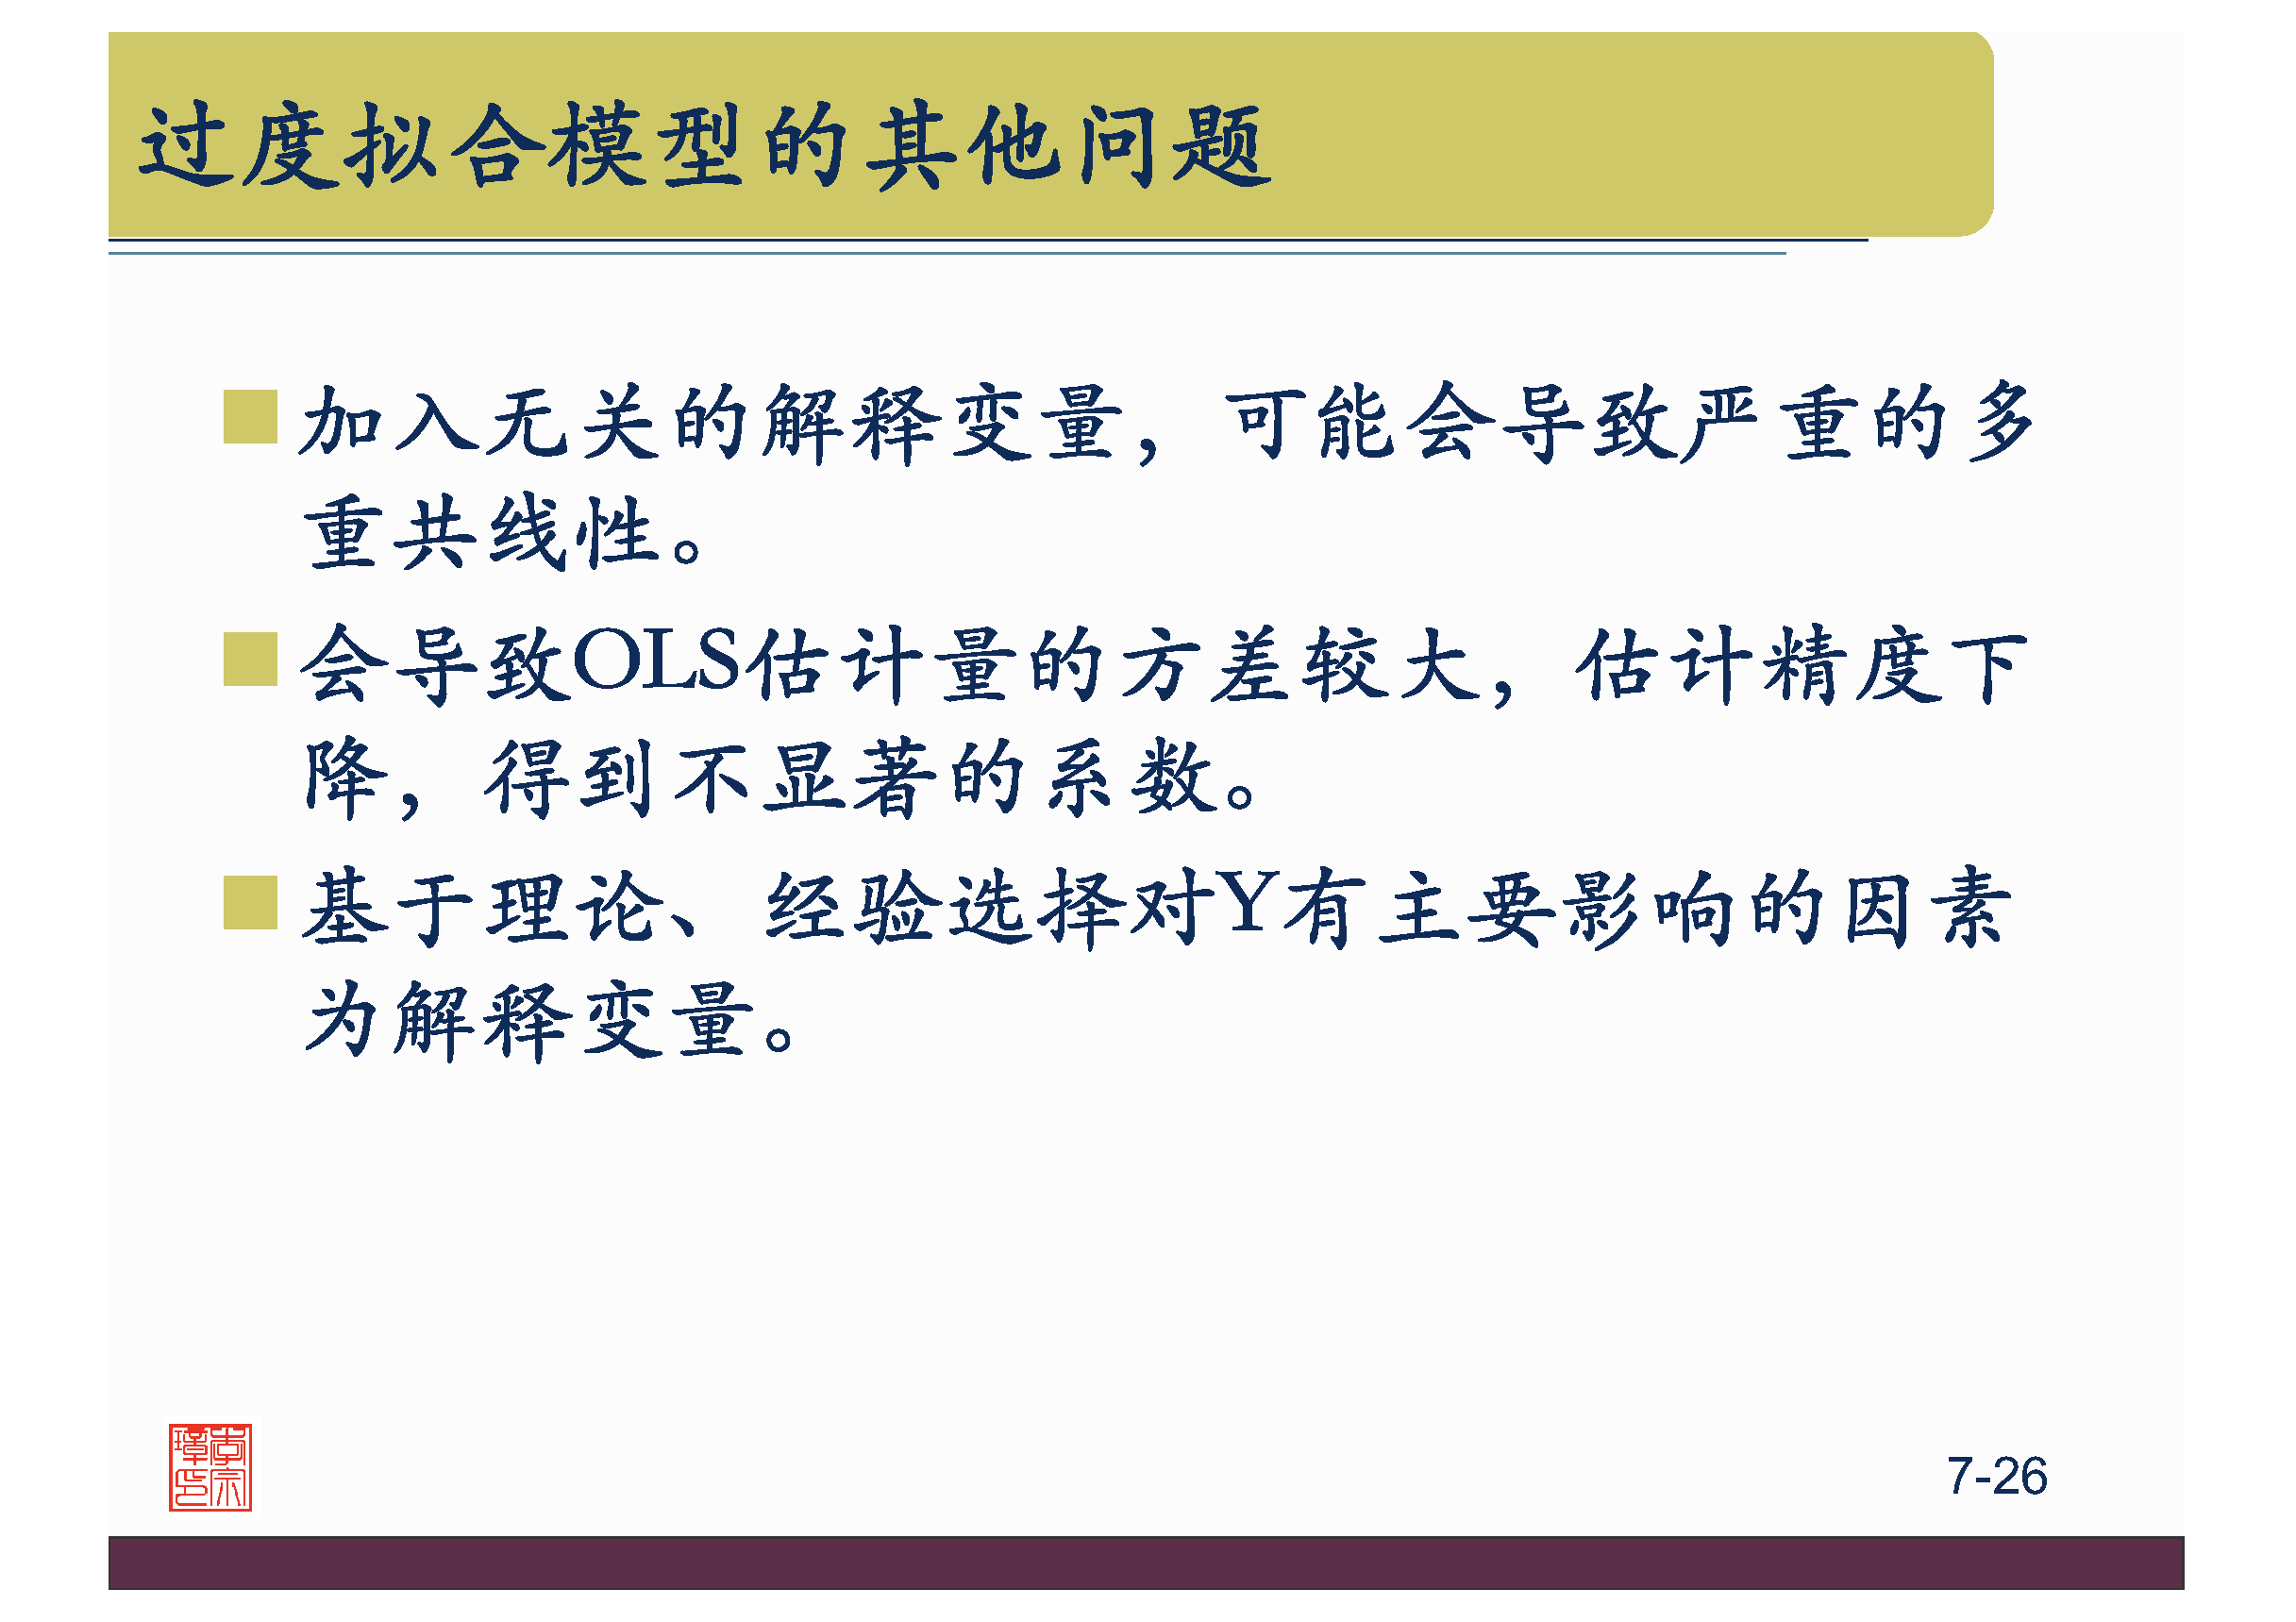 过度拟合模型的其他问题
加入无关的解释变量，可能会导致严重的多
重共线性。
会导致OLS估计量的方差较大，估计精度下
降，得到不显著的系数。
基于理论、经验选择对Y有主要影响的因素
为解释变量。
李宗
璋印
7-26